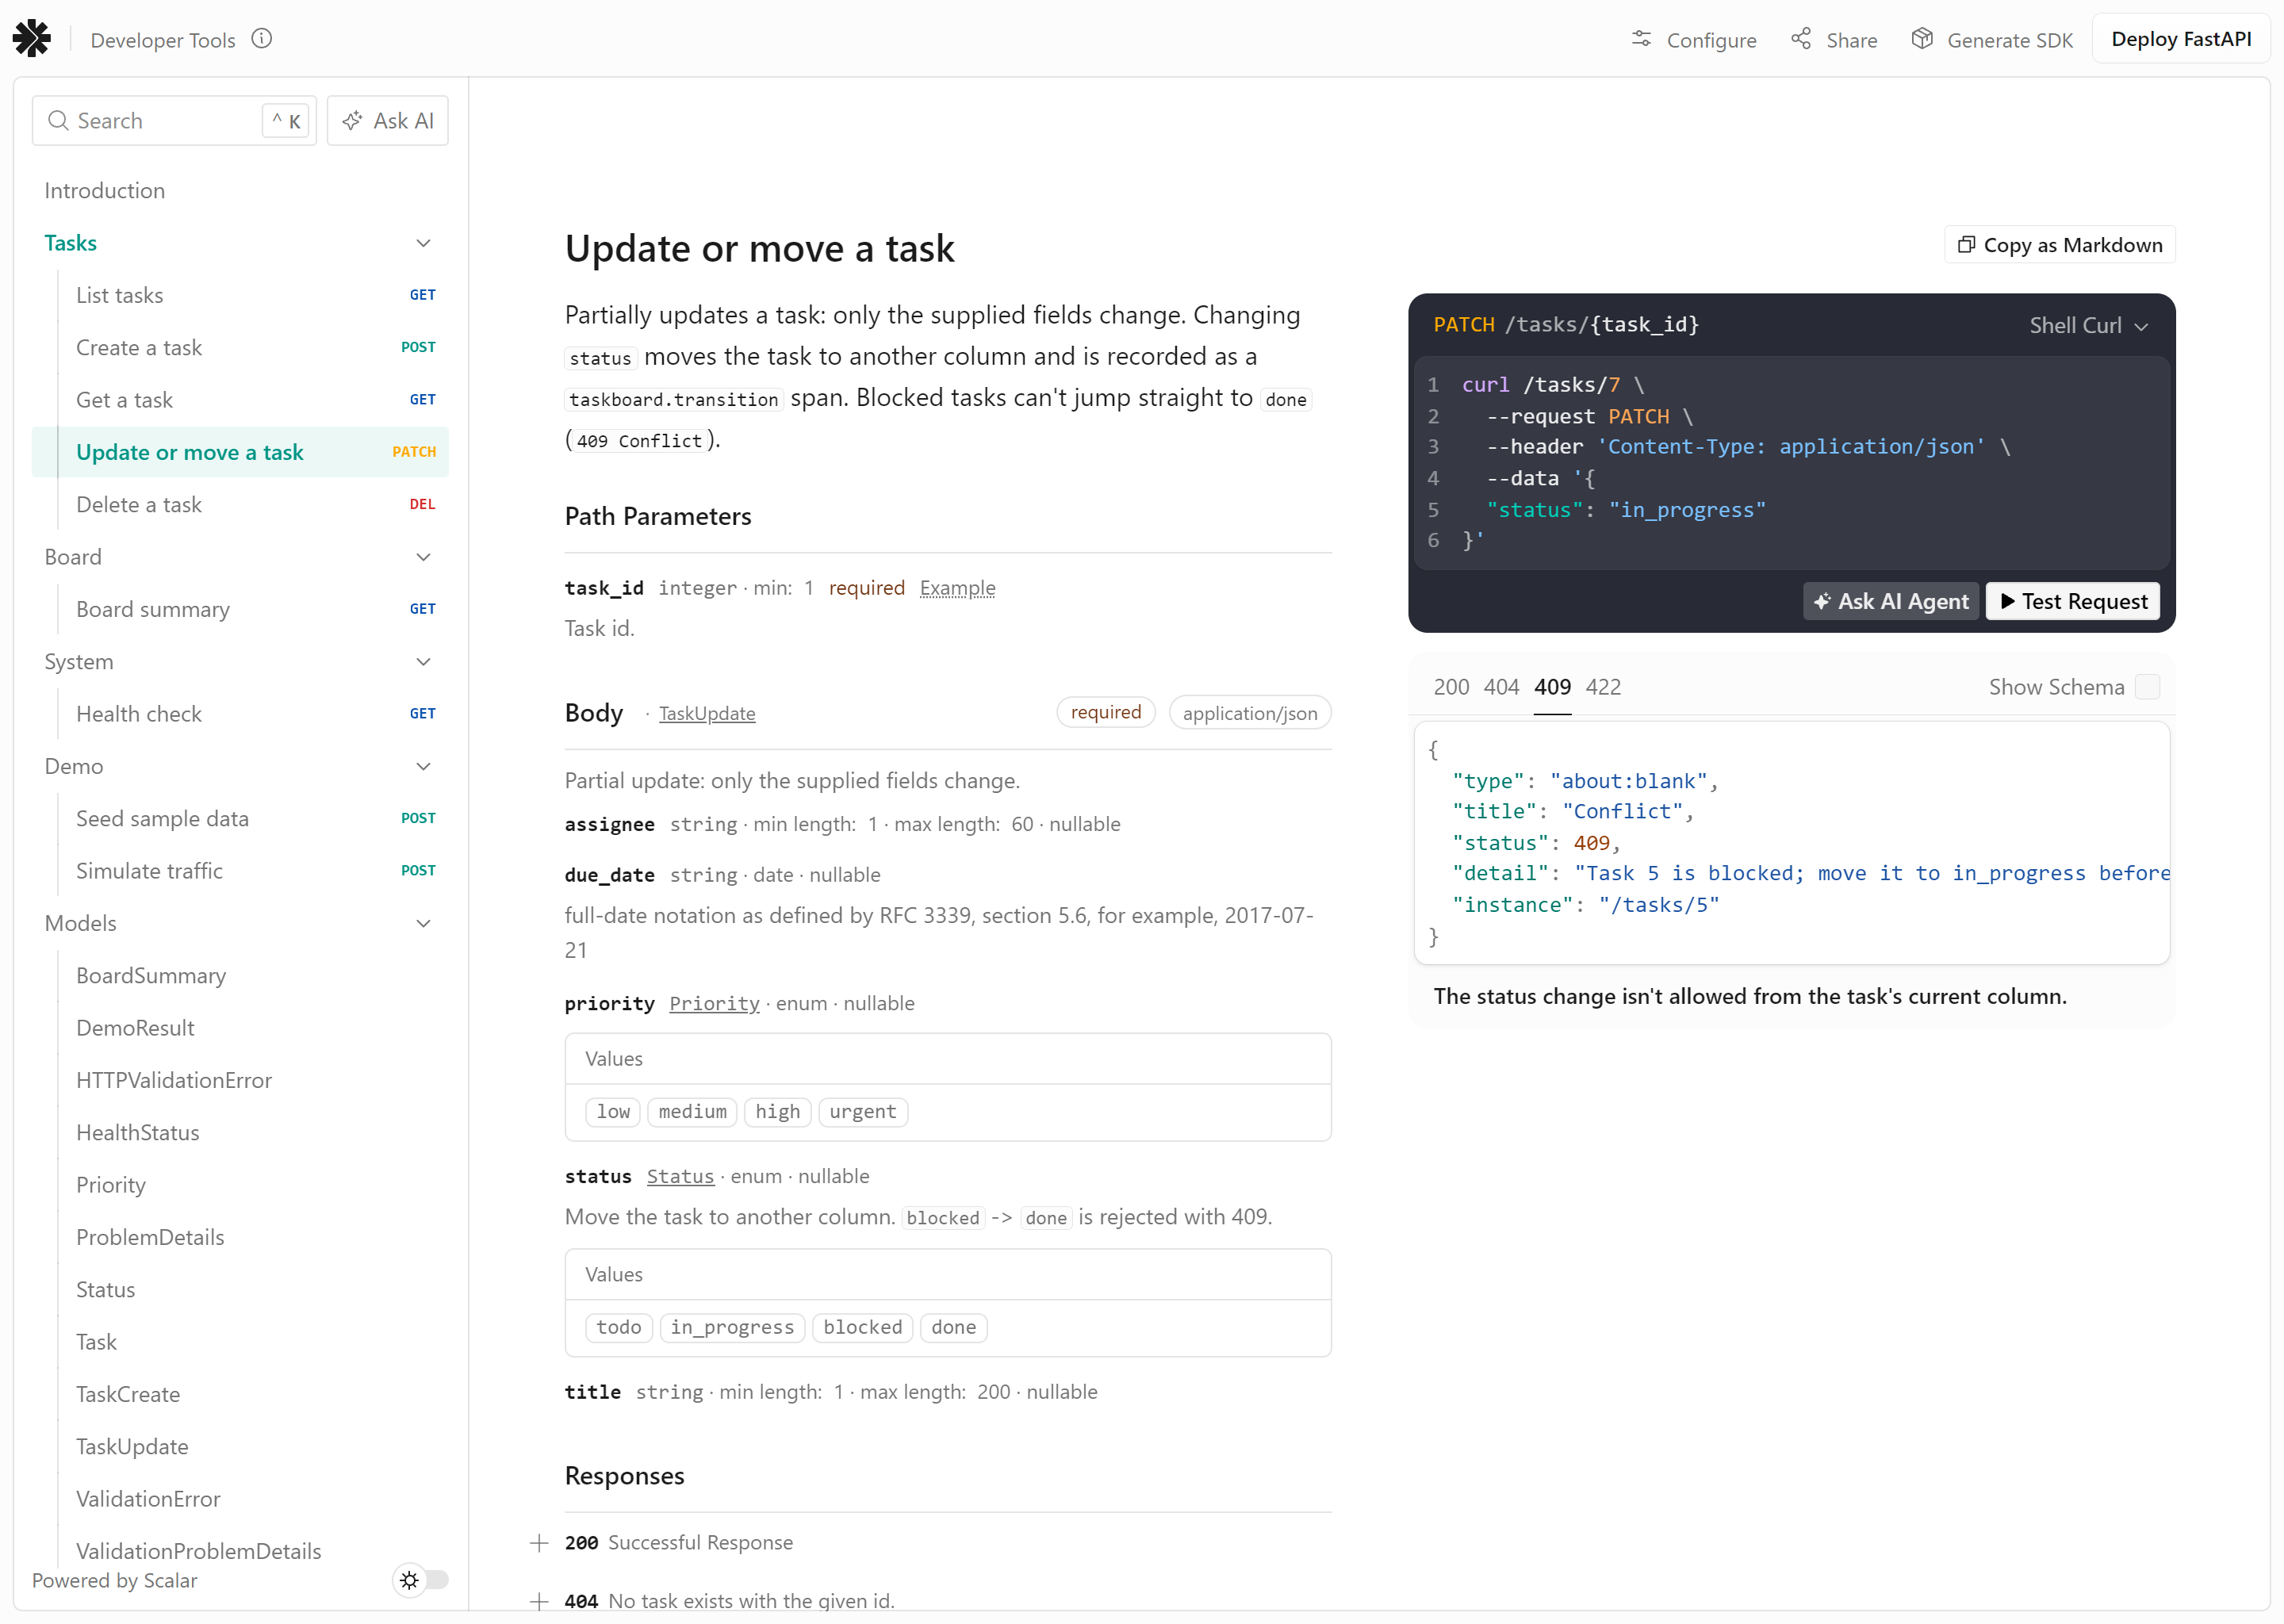 Developer Tools
Configure
Share
Generate SDK
Deploy FastAPI
Search
^ K
Ask AI
Introduction
Tasks
List tasks GET
Create a task POST
Get a task GET
Update or move a task PATCH
Delete a task DEL
Board
Board summary GET
System
Health check GET
Demo
Seed sample data POST
Simulate traffic POST
Models
BoardSummary
DemoResult
HTTPValidationError
HealthStatus
Priority
ProblemDetails
Status
Task
TaskCreate
TaskUpdate
ValidationError
ValidationProblemDetails
Powered by Scalar
Update or move a task
Partially updates a task: only the supplied fields change. Changing
status moves the task to another column and is recorded as a
taskboard.transition span. Blocked tasks can't jump straight to done
(409 Conflict).
Path Parameters
task_id integer · min: 1 required Example
Task id.
Body · TaskUpdate required application/json
Partial update: only the supplied fields change.
assignee string · min length: 1 · max length: 60 · nullable
due_date string · date · nullable
full-date notation as defined by RFC 3339, section 5.6, for example, 2017-07-
21
priority Priority · enum · nullable
Values
low medium high urgent
status Status · enum · nullable
Move the task to another column. blocked -> done is rejected with 409.
Values
todo in_progress blocked done
title string · min length: 1 · max length: 200 · nullable
Responses
200 Successful Response
404 No task exists with the given id.
Copy as Markdown
PATCH /tasks/{task_id} Shell Curl
1 curl /tasks/7 \
2 --request PATCH \
3 --header 'Content-Type: application/json' \
4 --data '{
5 "status": "in_progress"
6 }'
Ask AI Agent
Test Request
200 404 409 422 Show Schema
{
"type": "about:blank",
"title": "Conflict",
"status": 409,
"detail": "Task 5 is blocked; move it to in_progress before
"instance": "/tasks/5"
}
The status change isn't allowed from the task's current column.